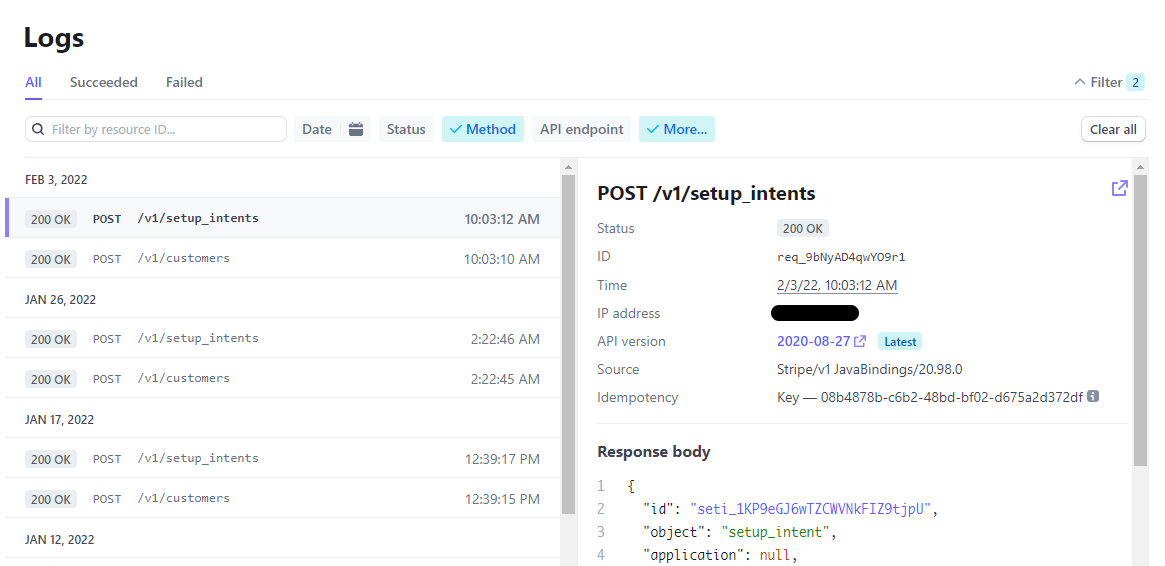 Logs
All Succeeded Failed Filter 2
Filter by resource ID... Date Status Method API endpoint More... Clear all
FEB 3, 2022
200 OK POST /v1/setup_intents 10:03:12 AM
200 OK POST /v1/customers 10:03:10 AM
JAN 26, 2022
200 OK POST /v1/setup_intents 2:22:46 AM
200 OK POST /v1/customers 2:22:45 AM
JAN 17, 2022
200 OK POST /v1/setup_intents 12:39:17 PM
200 OK POST /v1/customers 12:39:15 PM
JAN 12, 2022
POST /v1/setup_intents
Status 200 OK
ID req_9bNyAD4qwYO9r1
Time 2/3/22, 10:03:12 AM
IP address
API version 2020-08-27 Latest
Source Stripe/v1 JavaBindings/20.98.0
Idempotency Key — 08b4878b-c6b2-48bd-bf02-d675a2d372df
Response body
1 {
2 "id": "seti_1KP9eGJ6wTZCWVNkFIZ9tjpU",
3 "object": "setup_intent",
4 "application": null,